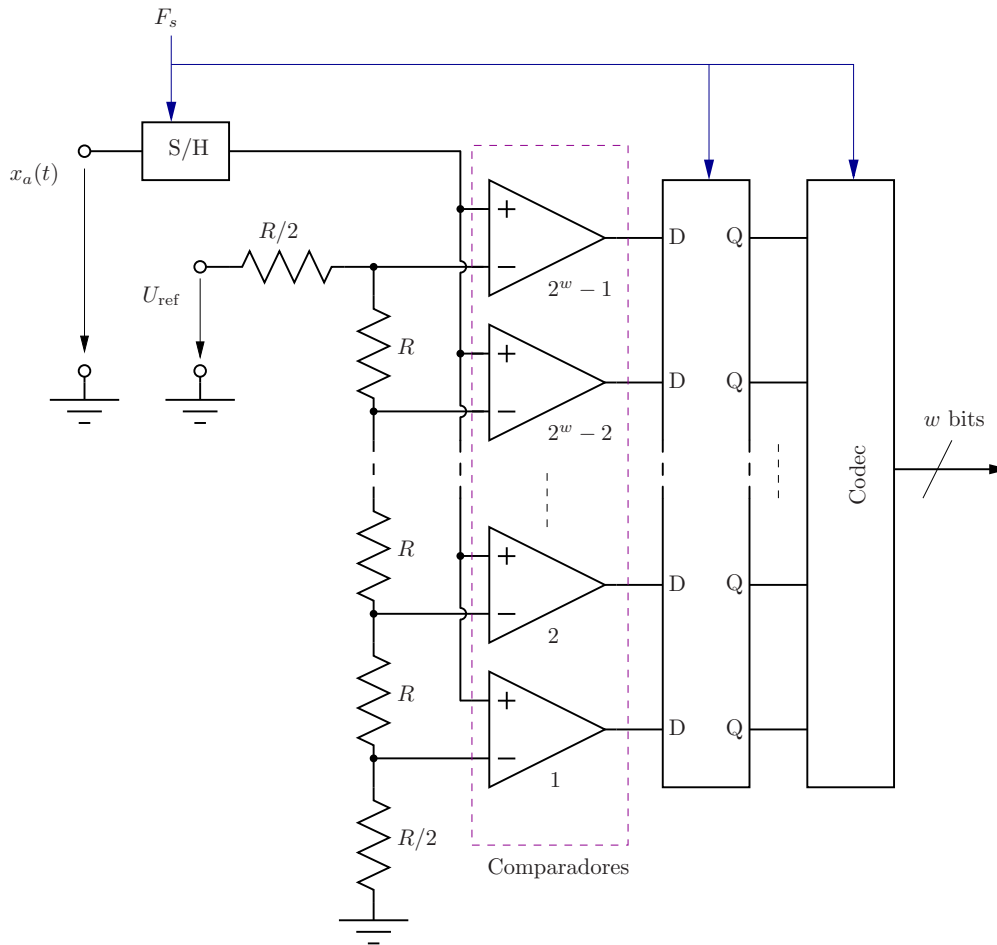 F_s
S/H
x_a(t)
R/2
U_ref
+
−
2^w − 1
D
Q
R
+
−
2^w − 2
D
Q
w bits
Codec
R
+
−
2
D
Q
R
+
−
1
D
Q
R/2
Comparadores